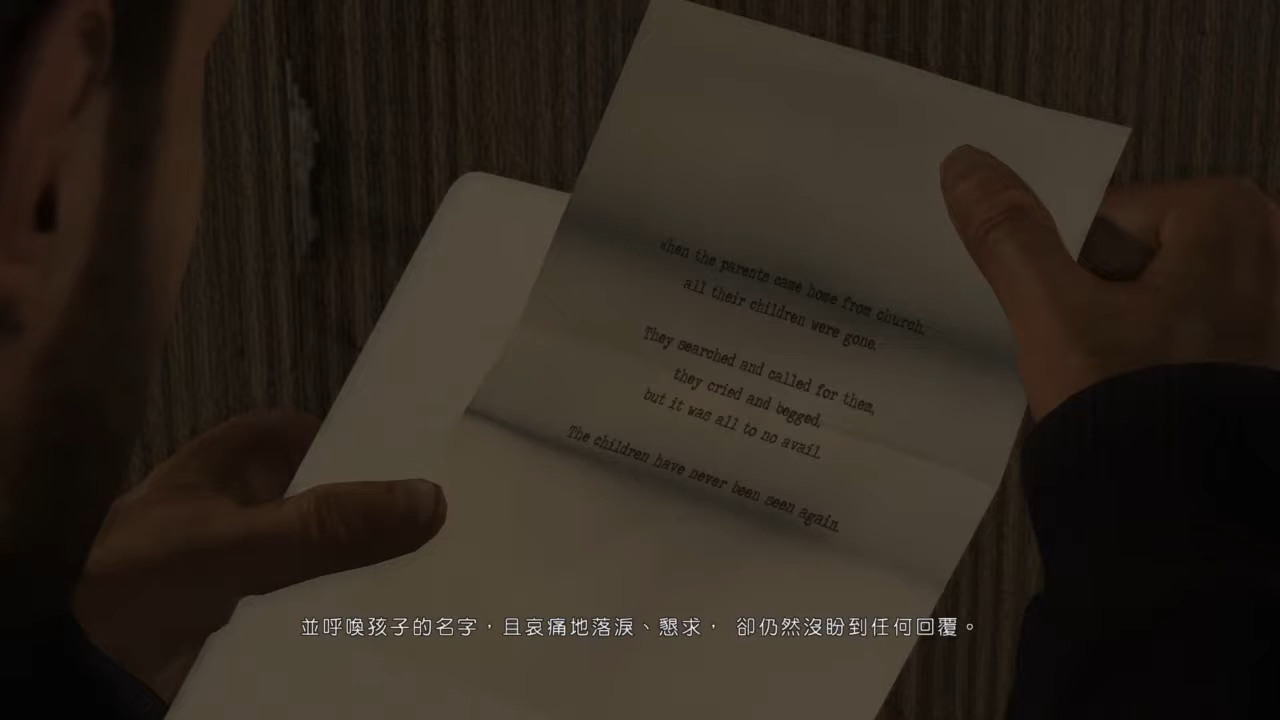 When the parents came home from church,
all their children were gone.
They searched and called for them,
they cried and begged,
but it was all to no avail.
The children have never been seen again.
並呼喚孩子的名字，且哀痛地落淚、懇求， 卻仍然沒盼到任何回覆。